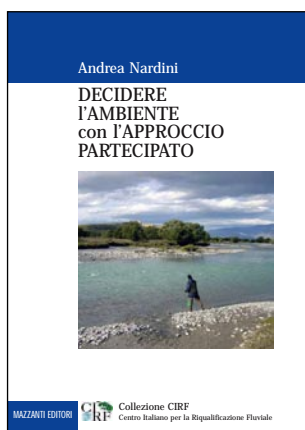 Andrea Nardini
DECIDERE
l'AMBIENTE
con l'APPROCCIO
PARTECIPATO
MAZZANTI EDITORI
CIRF
Collezione CIRF
Centro Italiano per la Riqualificazione Fluviale